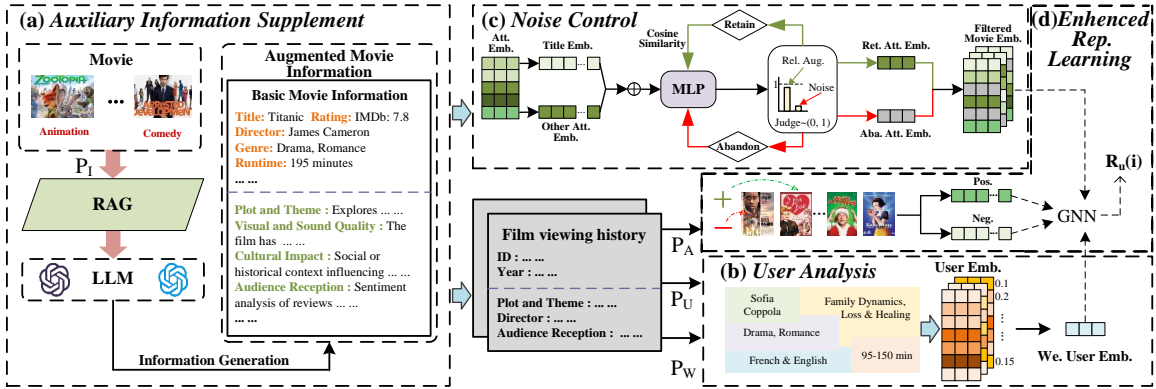 (a) Auxiliary Information Supplement
Movie
ZOOTOPIA
...
ARRESTED
DEVELOPMENT
Animation
Comedy
P_I
RAG
LLM
Information Generation
Augmented Movie
Information
Basic Movie Information
Title: Titanic Rating: IMDb: 7.8
Director: James Cameron
Genre: Drama, Romance
Runtime: 195 minutes
... ...
Plot and Theme : Explores ... ...
Visual and Sound Quality : The
film has ... ...
Cultural Impact : Social or
historical context influencing ... ...
Audience Reception : Sentiment
analysis of reviews ... ...
... ...
(c) Noise Control
Att.
Emb.
Title Emb.
Other Att.
Emb.
Cosine
Similarity
Retain
MLP
Abandon
Rel. Aug.
1
Noise
Judge~(0, 1)
Ret. Att. Emb.
Aba. Att. Emb.
Filtered
Movie Emb.
(d) Enhenced
Rep.
Learning
R_u(i)
Pos.
Neg.
GNN
Film viewing history
ID : ... ...
Year : ... ...
Plot and Theme : ... ...
Director : ... ...
Audience Reception : ... ...
P_A
P_U
P_W
(b) User Analysis
Sofia
Coppola
Family Dynamics,
Loss & Healing
Drama, Romance
French & English
95-150 min
User Emb.
0.1
0.2
0.15
We. User Emb.